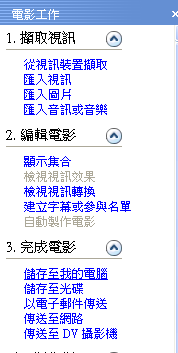 電影工作
1. 擷取視訊
從視訊裝置擷取
匯入視訊
匯入圖片
匯入音訊或音樂
2. 編輯電影
顯示集合
檢視視訊效果
檢視視訊轉換
建立字幕或參與名單
自動製作電影
3. 完成電影
儲存至我的電腦
儲存至光碟
以電子郵件傳送
傳送至網路
傳送至 DV 攝影機